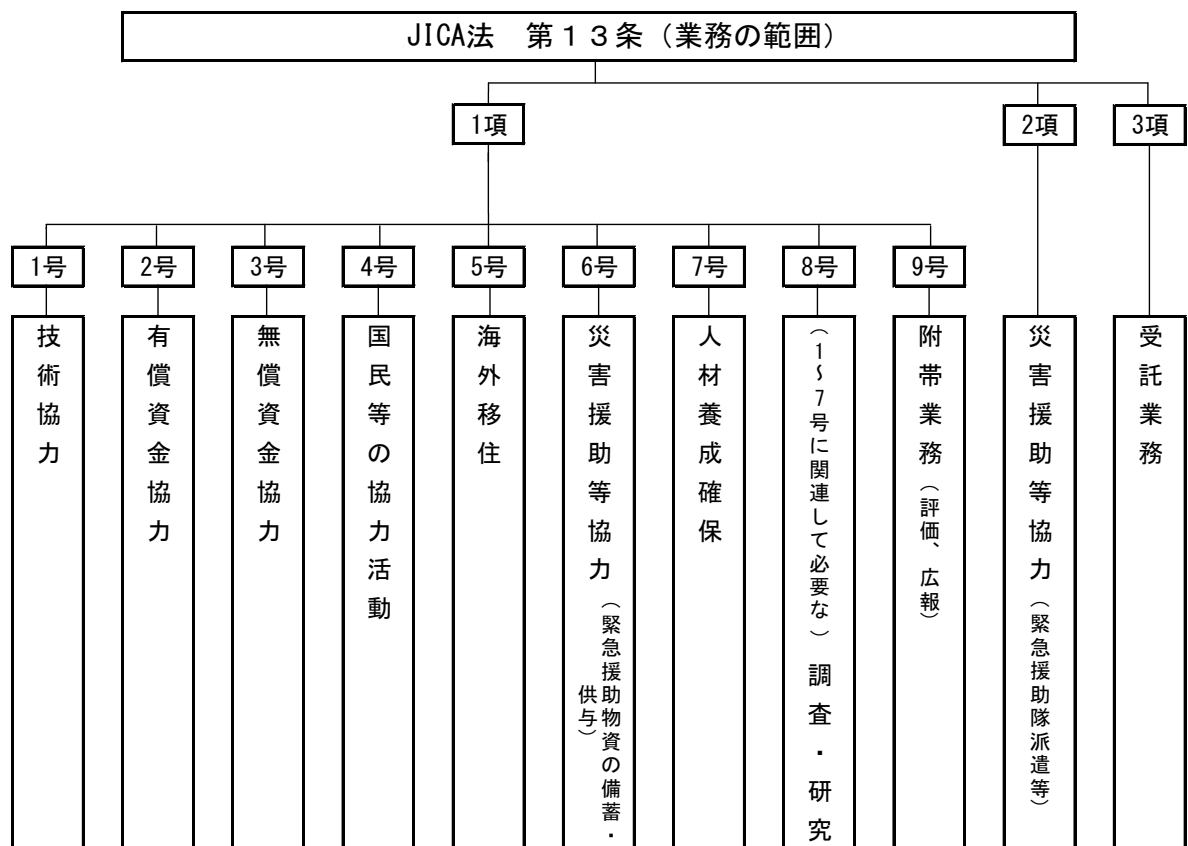 JICA法　第１３条（業務の範囲）
1項
2項
3項
1号
2号
3号
4号
5号
6号
7号
8号
9号
技術協力
有償資金協力
無償資金協力
国民等の協力活動
海外移住
災害援助等協力（緊急援助物資の備蓄・供与）
人材養成確保
（1～7号に関連して必要な）調査・研究
附帯業務（評価、広報）
災害援助等協力（緊急援助隊派遣等）
受託業務